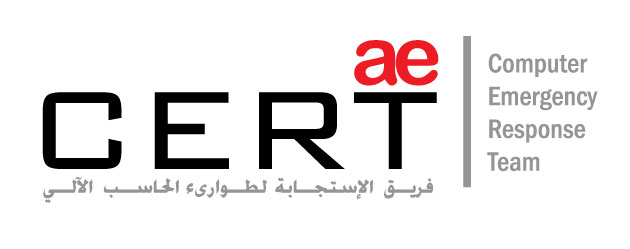 ae
CERT
فريق الإستجابة لطوارىء الحاسب الآلي
Computer
Emergency
Response
Team